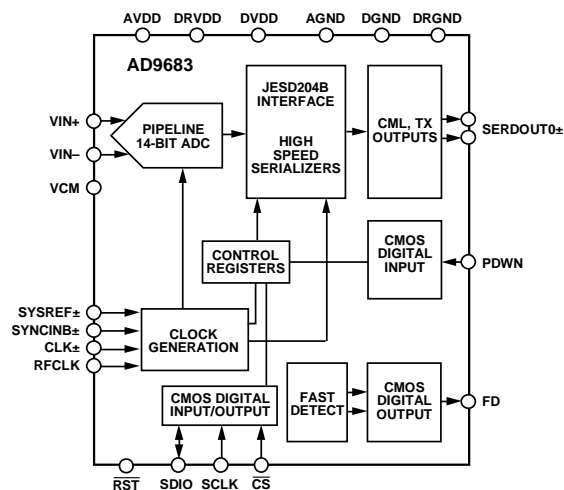 AVDD DRVDD DVDD AGND DGND DRGND
AD9683
JESD204B
INTERFACE
HIGH
SPEED
SERIALIZERS
CML, TX
OUTPUTS
SERDOUT0±
VIN+
VIN–
VCM
PIPELINE
14-BIT ADC
CONTROL
REGISTERS
CMOS
DIGITAL
INPUT
PDWN
SYSREF±
SYNCINB±
CLK±
RFCLK
CLOCK
GENERATION
CMOS DIGITAL
INPUT/OUTPUT
FAST
DETECT
CMOS
DIGITAL
OUTPUT
FD
RST SDIO SCLK CS